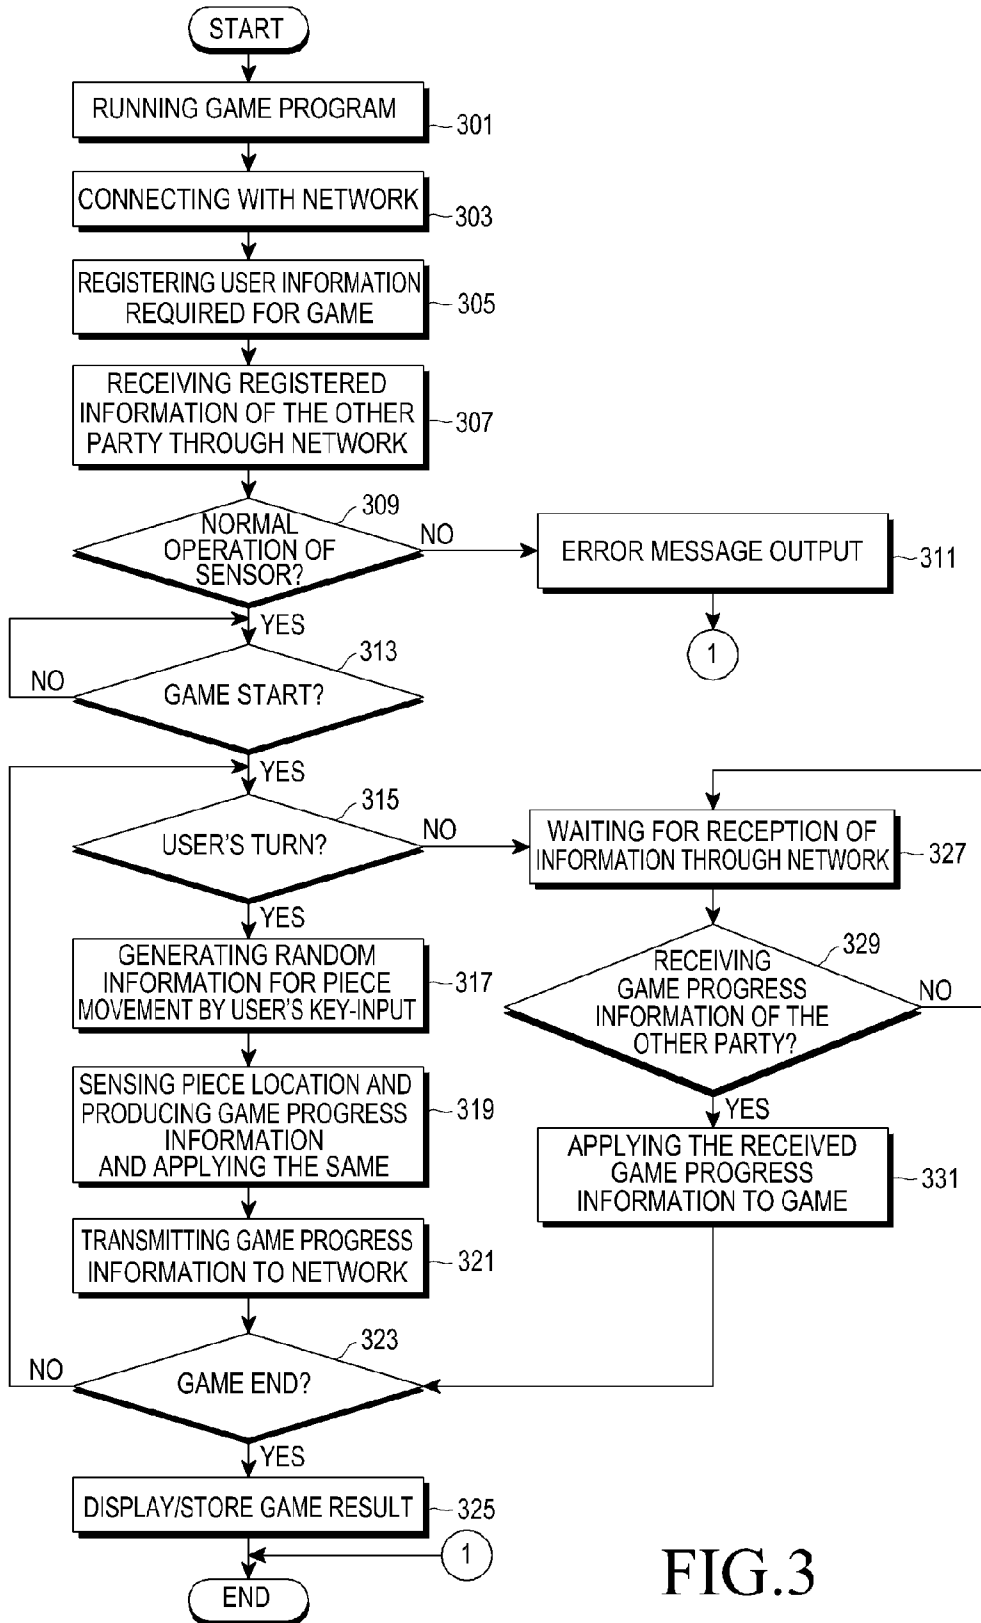 START
RUNNING GAME PROGRAM
301
CONNECTING WITH NETWORK
303
REGISTERING USER INFORMATION
REQUIRED FOR GAME
305
RECEIVING REGISTERED
INFORMATION OF THE OTHER
PARTY THROUGH NETWORK
307
309
NORMAL
OPERATION OF
SENSOR?
NO
ERROR MESSAGE OUTPUT
311
1
YES
313
GAME START?
NO
YES
315
USER'S TURN?
NO
WAITING FOR RECEPTION OF
INFORMATION THROUGH NETWORK
327
YES
GENERATING RANDOM
INFORMATION FOR PIECE
MOVEMENT BY USER'S KEY-INPUT
317
329
RECEIVING
GAME PROGRESS
INFORMATION OF THE
OTHER PARTY?
NO
YES
SENSING PIECE LOCATION AND
PRODUCING GAME PROGRESS
INFORMATION
AND APPLYING THE SAME
319
APPLYING THE RECEIVED
GAME PROGRESS
INFORMATION TO GAME
331
TRANSMITTING GAME PROGRESS
INFORMATION TO NETWORK
321
323
GAME END?
NO
YES
DISPLAY/STORE GAME RESULT
325
1
END
FIG.3